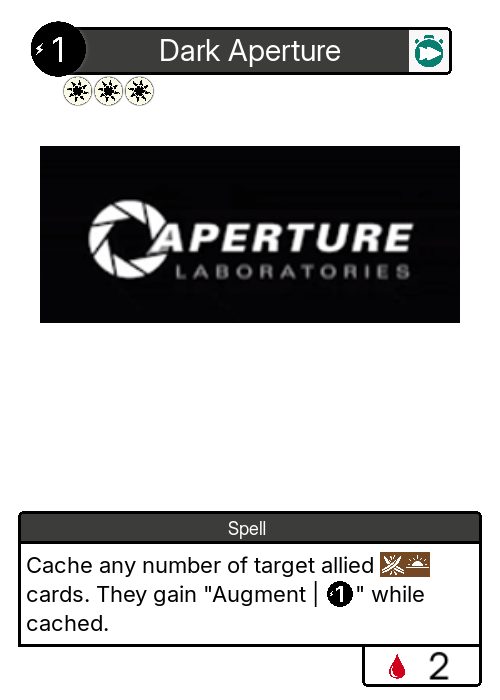 1 Dark Aperture
APERTURE
LABORATORIES
Spell
Cache any number of target allied
cards. They gain "Augment | 1" while
cached.
2